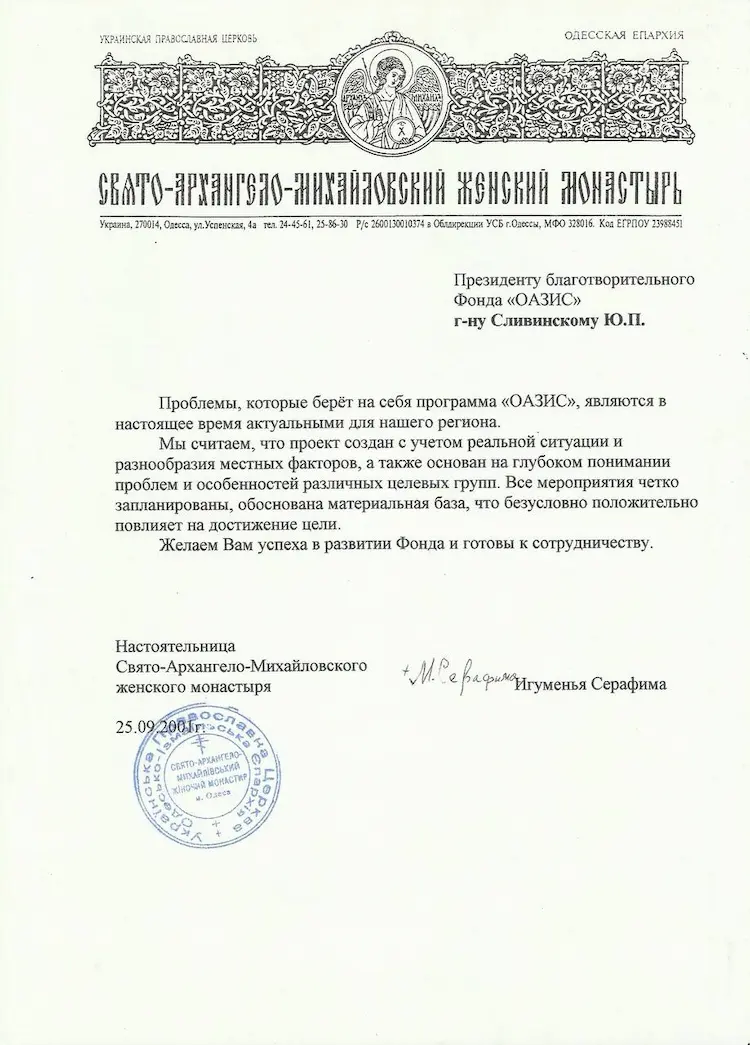 УКРАИНСКАЯ ПРАВОСЛАВНАЯ ЦЕРКОВЬ
ОДЕССКАЯ ЕПАРХИЯ
АРХАНГ. МИХАИЛ
СВЯТО-АРХАНГЕЛО-МИХАЙЛОВСКИЙ ЖЕНСКИЙ МОНАСТЫРЬ
Украина, 270014, Одесса, ул.Успенская, 4а тел. 24-45-61, 25-86-30 Р/с 2600130010374 в Облдирекции УСБ г.Одессы, МФО 328016. Код ЕГРПОУ 23988451
Президенту благотворительного
Фонда «ОАЗИС»
г-ну Сливинскому Ю.П.
Проблемы, которые берёт на себя программа «ОАЗИС», являются в
настоящее время актуальными для нашего региона.
Мы считаем, что проект создан с учетом реальной ситуации и
разнообразия местных факторов, а также основан на глубоком понимании
проблем и особенностей различных целевых групп. Все мероприятия четко
запланированы, обоснована материальная база, что безусловно положительно
повлияет на достижение цели.
Желаем Вам успеха в развитии Фонда и готовы к сотрудничеству.
Настоятельница
Свято-Архангело-Михайловского
женского монастыря
+М. Серафима
Игуменья Серафима
25.09.2001г.
Українська Православна Церква
Одесько-Ізмаїльська Єпархія
СВЯТО-АРХАНГЕЛО-
МИХАЙЛІВСЬКИЙ
ЖІНОЧИЙ МОНАСТИР
м. Одеса